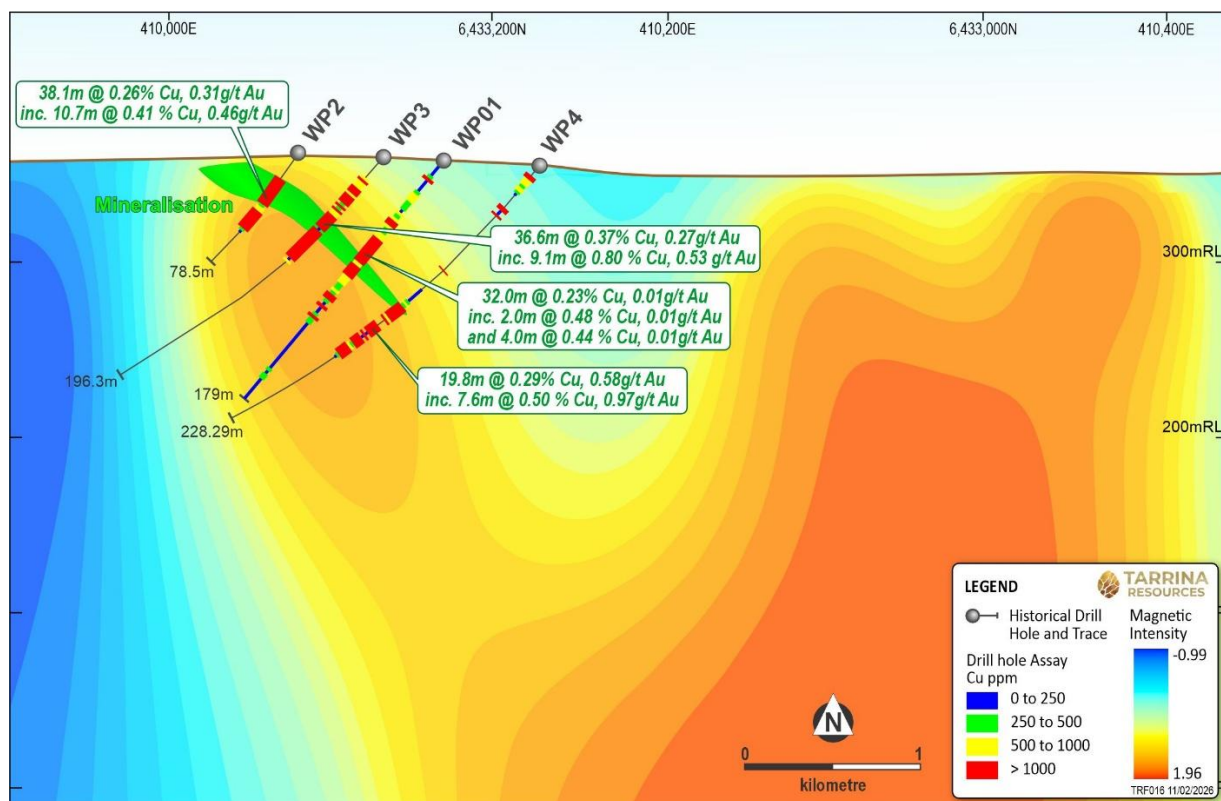 410,000E
6,433,200N
410,200E
6,433,000N
410,400E
38.1m @ 0.26% Cu, 0.31g/t Au
inc. 10.7m @ 0.41 % Cu, 0.46g/t Au
WP2
WP3
WP01
WP4
Mineralisation
36.6m @ 0.37% Cu, 0.27g/t Au
inc. 9.1m @ 0.80 % Cu, 0.53 g/t Au
300mRL
78.5m
32.0m @ 0.23% Cu, 0.01g/t Au
inc. 2.0m @ 0.48 % Cu, 0.01g/t Au
and 4.0m @ 0.44 % Cu, 0.01g/t Au
196.3m
179m
19.8m @ 0.29% Cu, 0.58g/t Au
inc. 7.6m @ 0.50 % Cu, 0.97g/t Au
228.29m
200mRL
LEGEND
TARRINA
RESOURCES
Historical Drill
Hole and Trace
Drill hole Assay
Cu ppm
0 to 250
250 to 500
500 to 1000
> 1000
Magnetic
Intensity
-0.99
1.96
N
0 1
kilometre
TRF016 11/02/2026